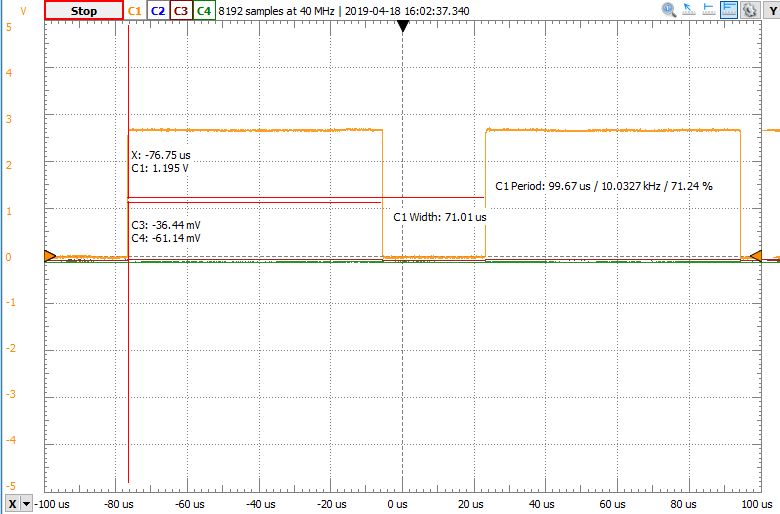 V Stop C1 C2 C3 C4 8192 samples at 40 MHz | 2019-04-18 16:02:37.340 Y
5
4
3
2
1
0
-1
-2
-3
-4
-5
X: -76.75 us
C1: 1.195 V
C1 Period: 99.67 us / 10.0327 kHz / 71.24 %
C1 Width: 71.01 us
C3: -36.44 mV
C4: -61.14 mV
X -100 us -80 us -60 us -40 us -20 us 0 us 20 us 40 us 60 us 80 us 100 us